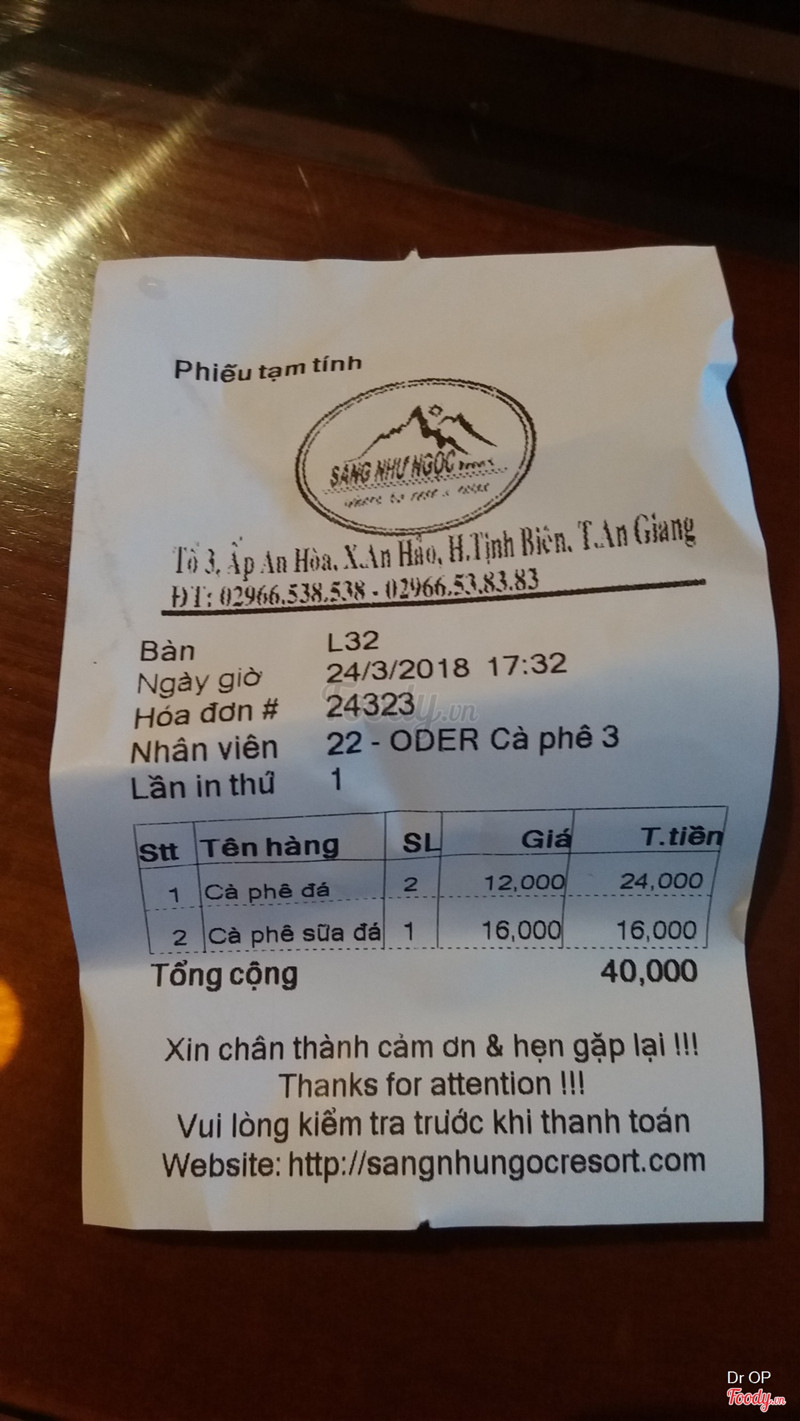 Phiếu tạm tính
SANG NHƯ NGỌC
Tổ 3, Ấp An Hòa, X.An Hảo, H.Tịnh Biên, T.An Giang
ĐT: 02966.538.538 - 02966.53.83.83
Bàn L32
Ngày giờ 24/3/2018 17:32
Hóa đơn # 24323
Nhân viên 22 - ODER Cà phê 3
Lần in thứ 1
Stt Tên hàng SL Giá T.tiền
1 Cà phê đá 2 12,000 24,000
2 Cà phê sữa đá 1 16,000 16,000
Tổng cộng 40,000
Xin chân thành cảm ơn & hẹn gặp lại !!!
Thanks for attention !!!
Vui lòng kiểm tra trước khi thanh toán
Website: http://sangnhungocresort.com
Foody.vn
Dr OP
Foody.vn